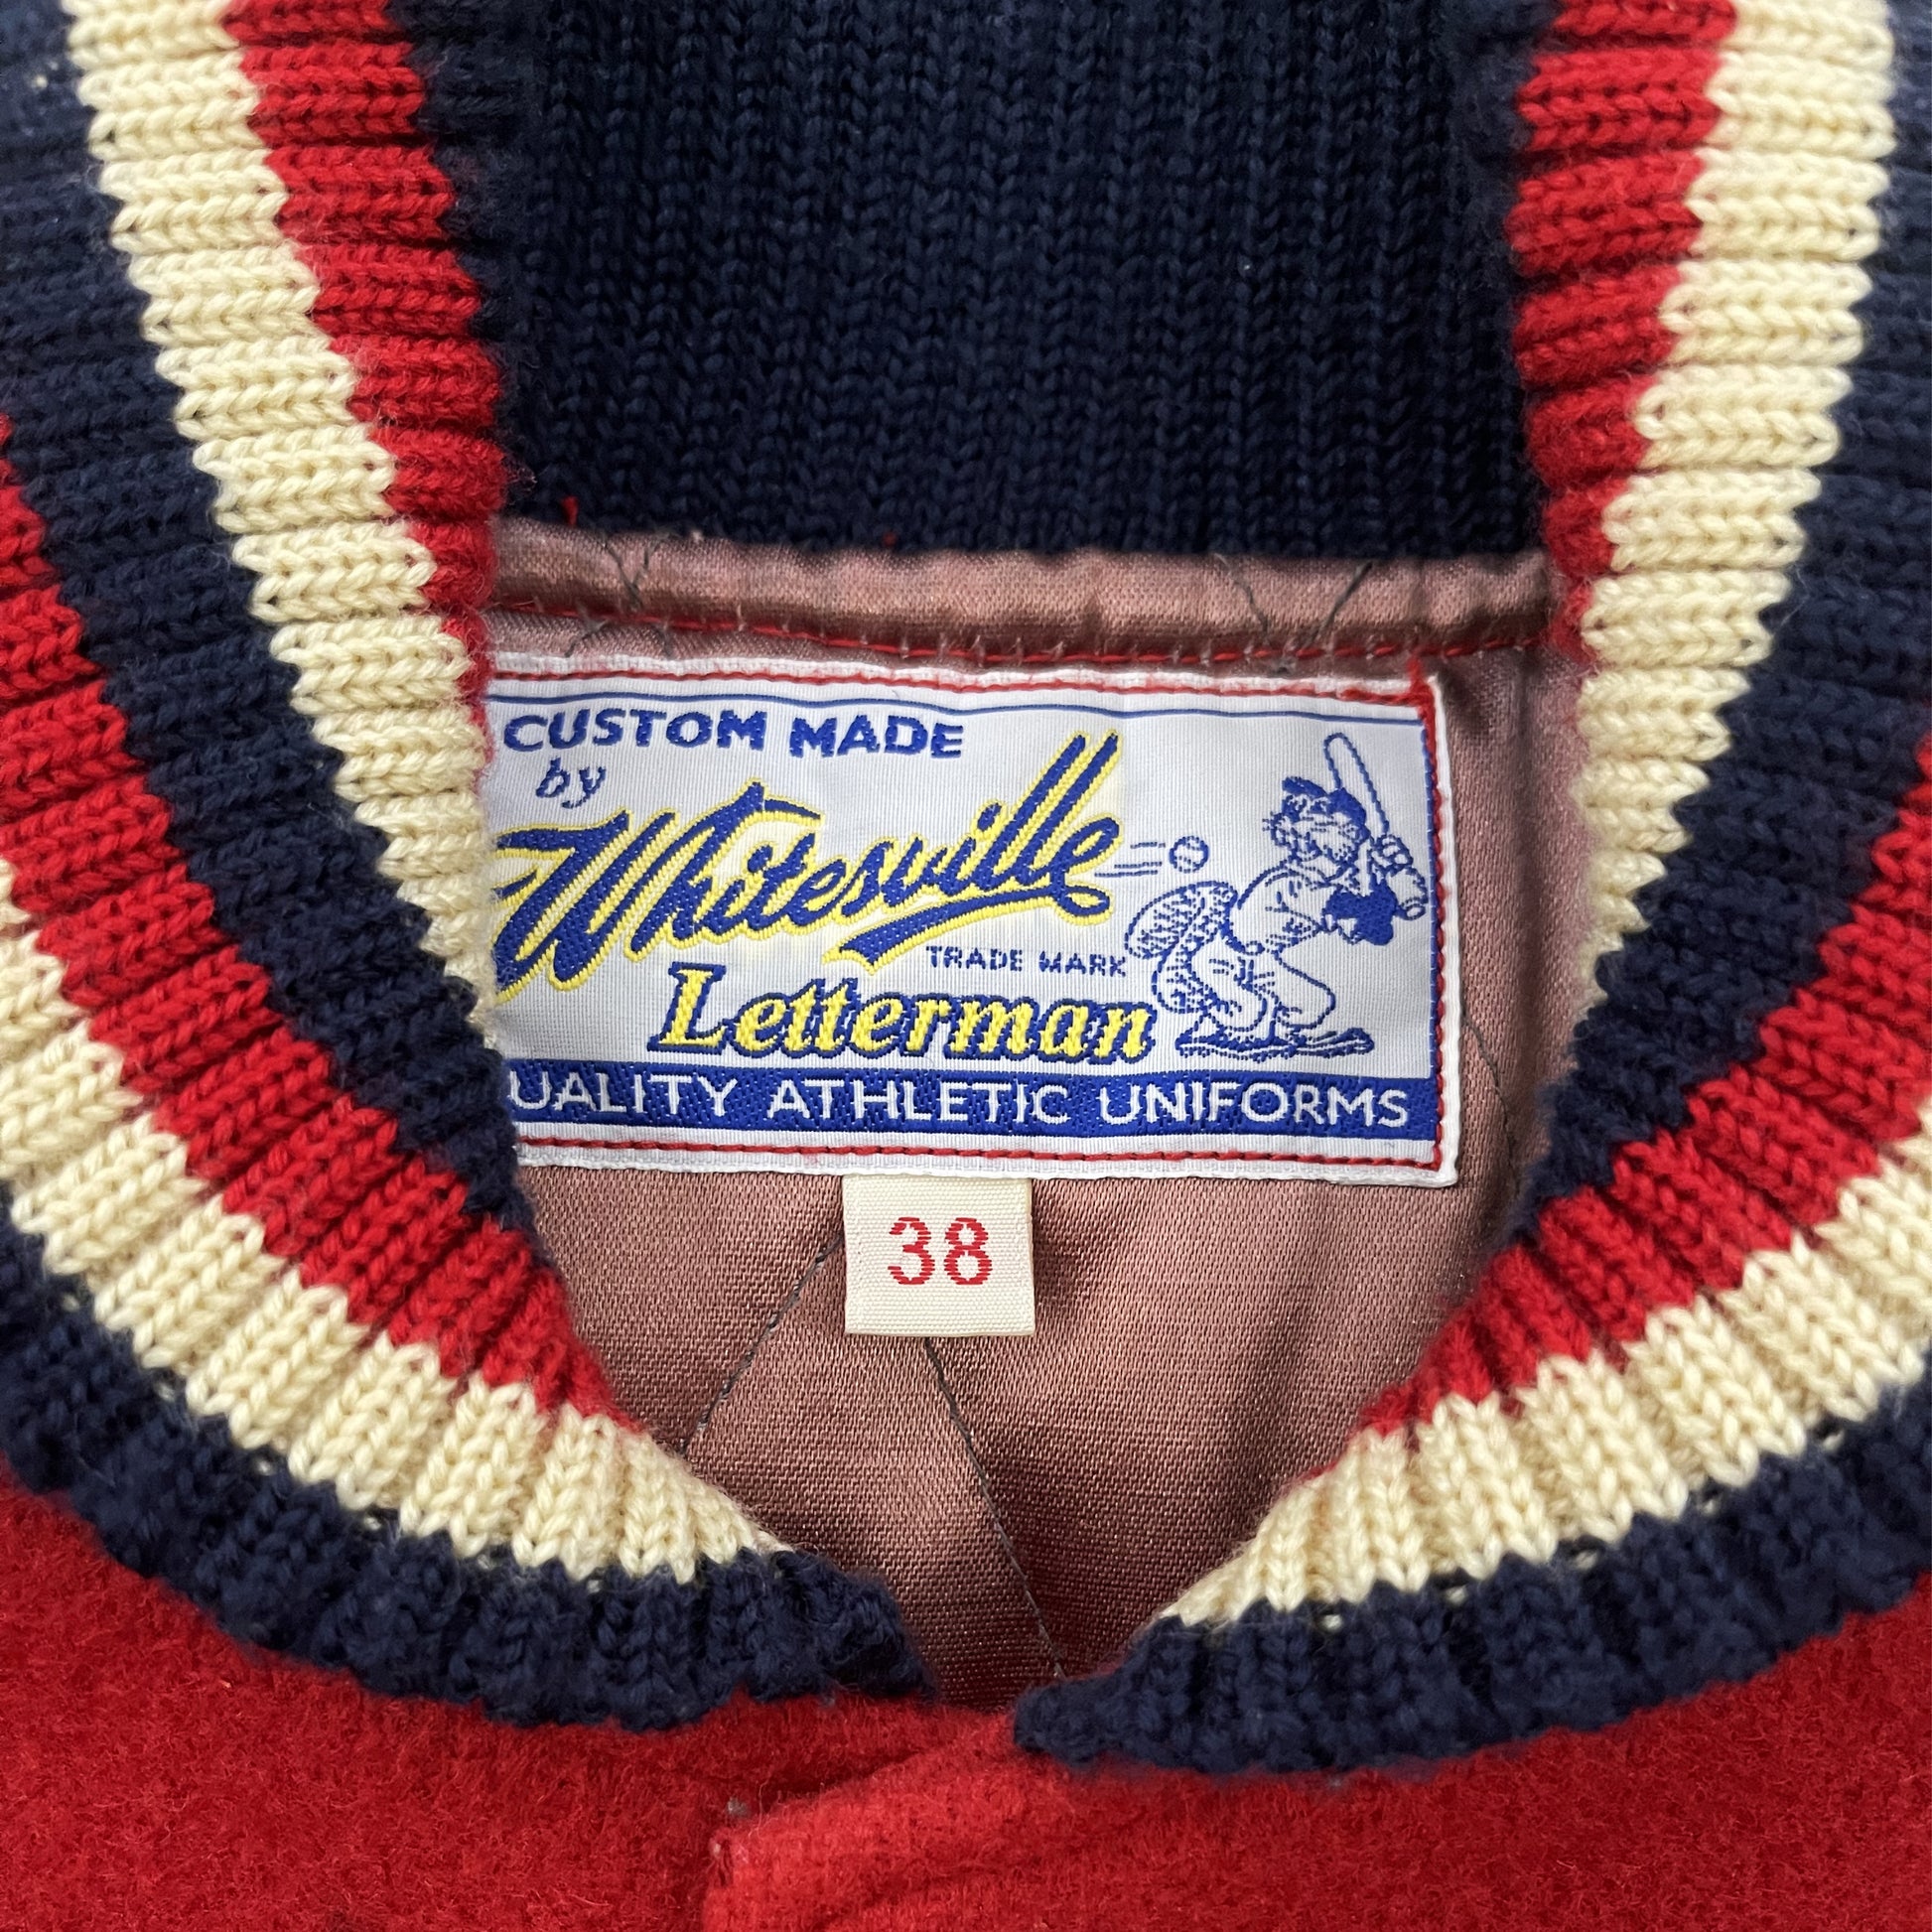 CUSTOM MADE
by
Whitesville
TRADE MARK
Letterman
UALITY ATHLETIC UNIFORMS
38